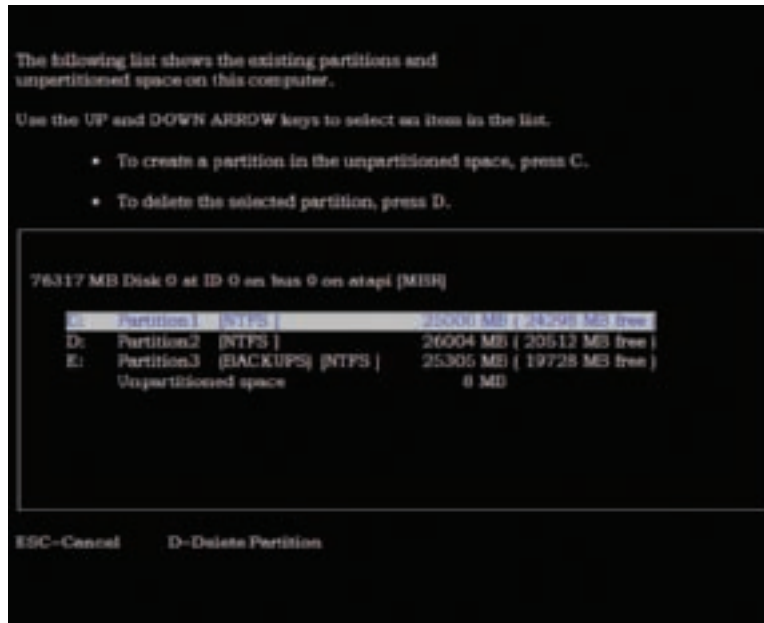 The following list shows the existing partitions and
unpartitioned space on this computer.
Use the UP and DOWN ARROW keys to select an item in the list.
• To create a partition in the unpartitioned space, press C.
• To delete the selected partition, press D.
76317 MB Disk 0 at ID 0 on bus 0 on atapi [MBR]
C: Partition1 [NTFS ] MB ( 24298 MB free )
D: Partition2 [NTFS ] 26004 MB ( 20512 MB free )
E: Partition3 (BACKUPS) [NTFS ] 25305 MB ( 19728 MB free )
Unpartitioned space 8 MB
ESC=Cancel D=Delete Partition